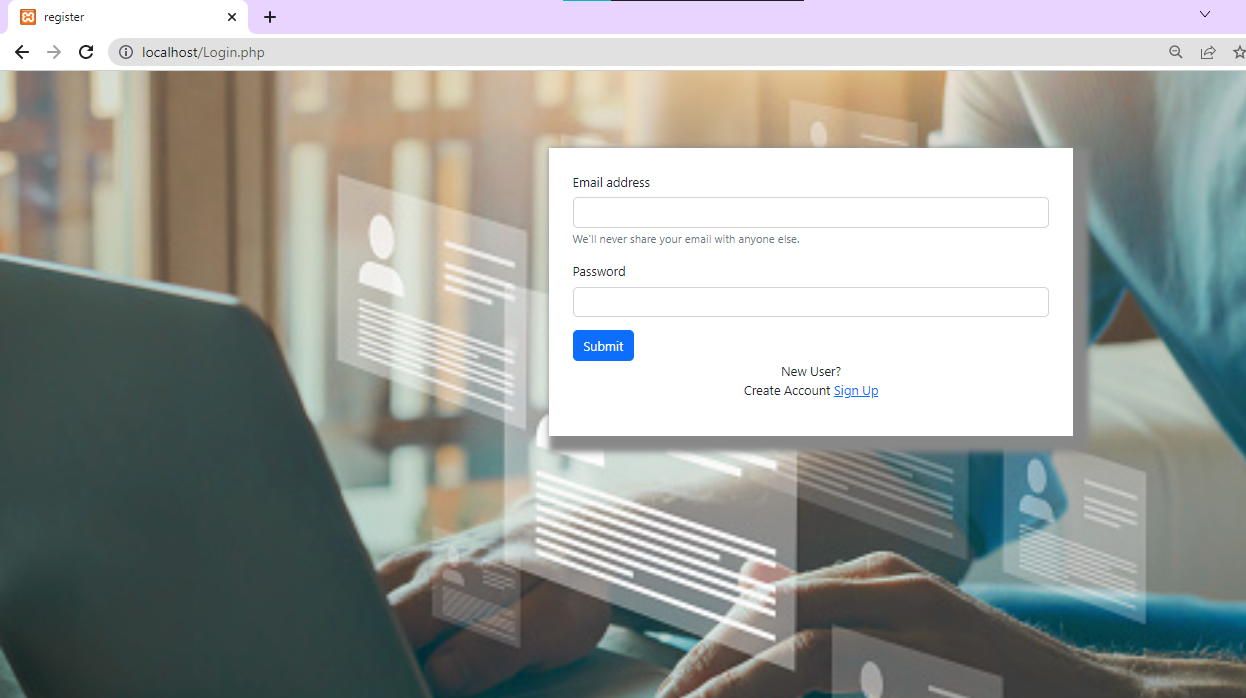 register
localhost/Login.php
Email address
We'll never share your email with anyone else.
Password
Submit
New User?
Create Account Sign Up